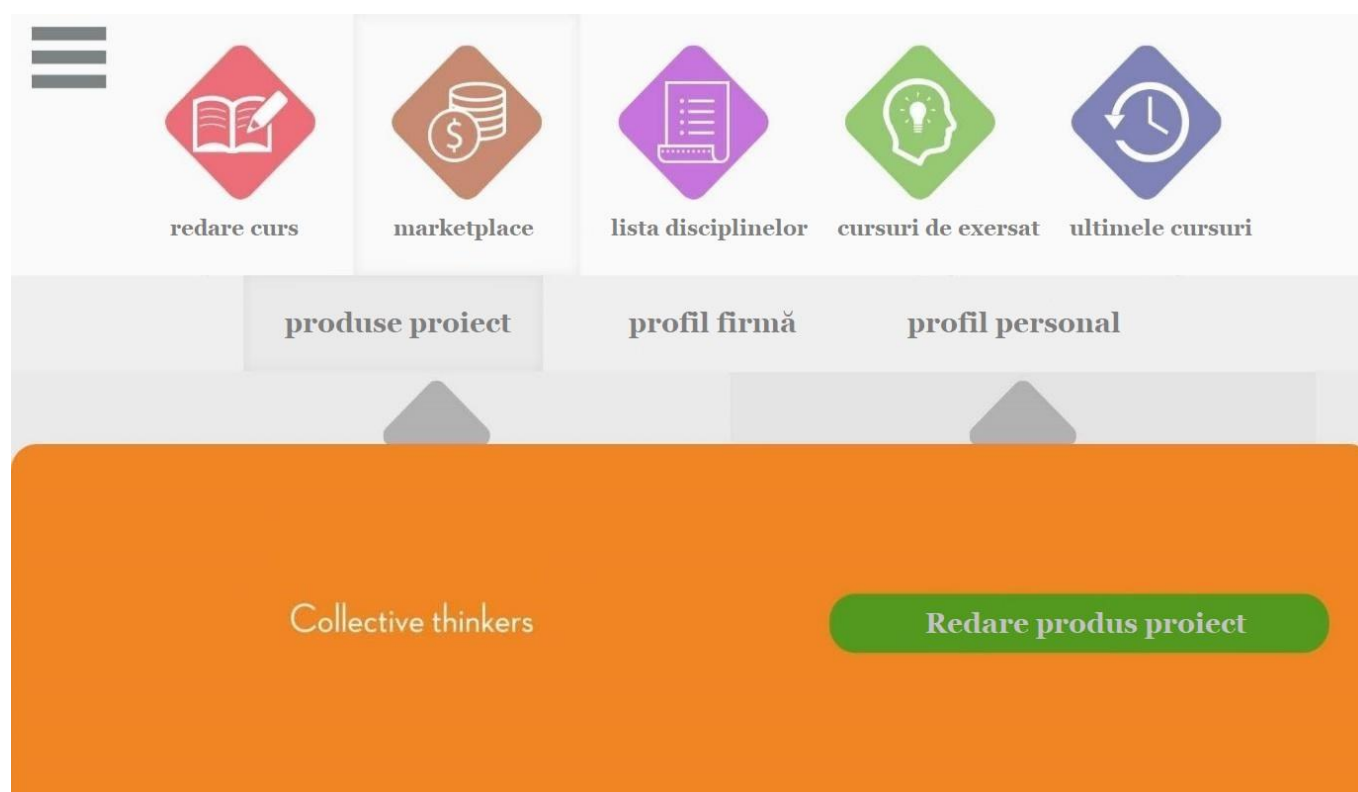 redare curs
marketplace
lista disciplinelor
cursuri de exersat
ultimele cursuri
produse proiect
profil firmă
profil personal
Collective thinkers
Redare produs proiect
$